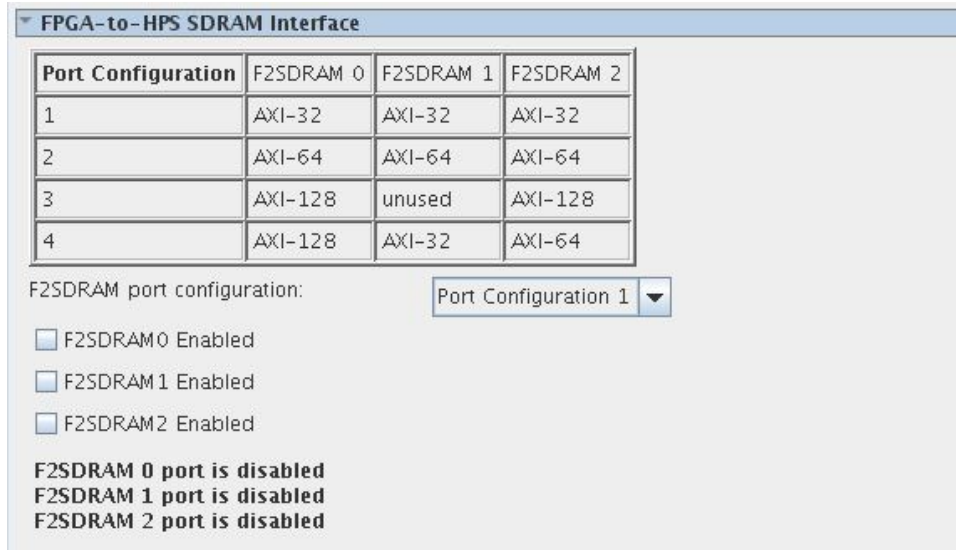 FPGA-to-HPS SDRAM Interface
Port Configuration F2SDRAM 0 F2SDRAM 1 F2SDRAM 2
1 AXI-32 AXI-32 AXI-32
2 AXI-64 AXI-64 AXI-64
3 AXI-128 unused AXI-128
4 AXI-128 AXI-32 AXI-64
F2SDRAM port configuration: Port Configuration 1
F2SDRAM0 Enabled
F2SDRAM1 Enabled
F2SDRAM2 Enabled
F2SDRAM 0 port is disabled
F2SDRAM 1 port is disabled
F2SDRAM 2 port is disabled